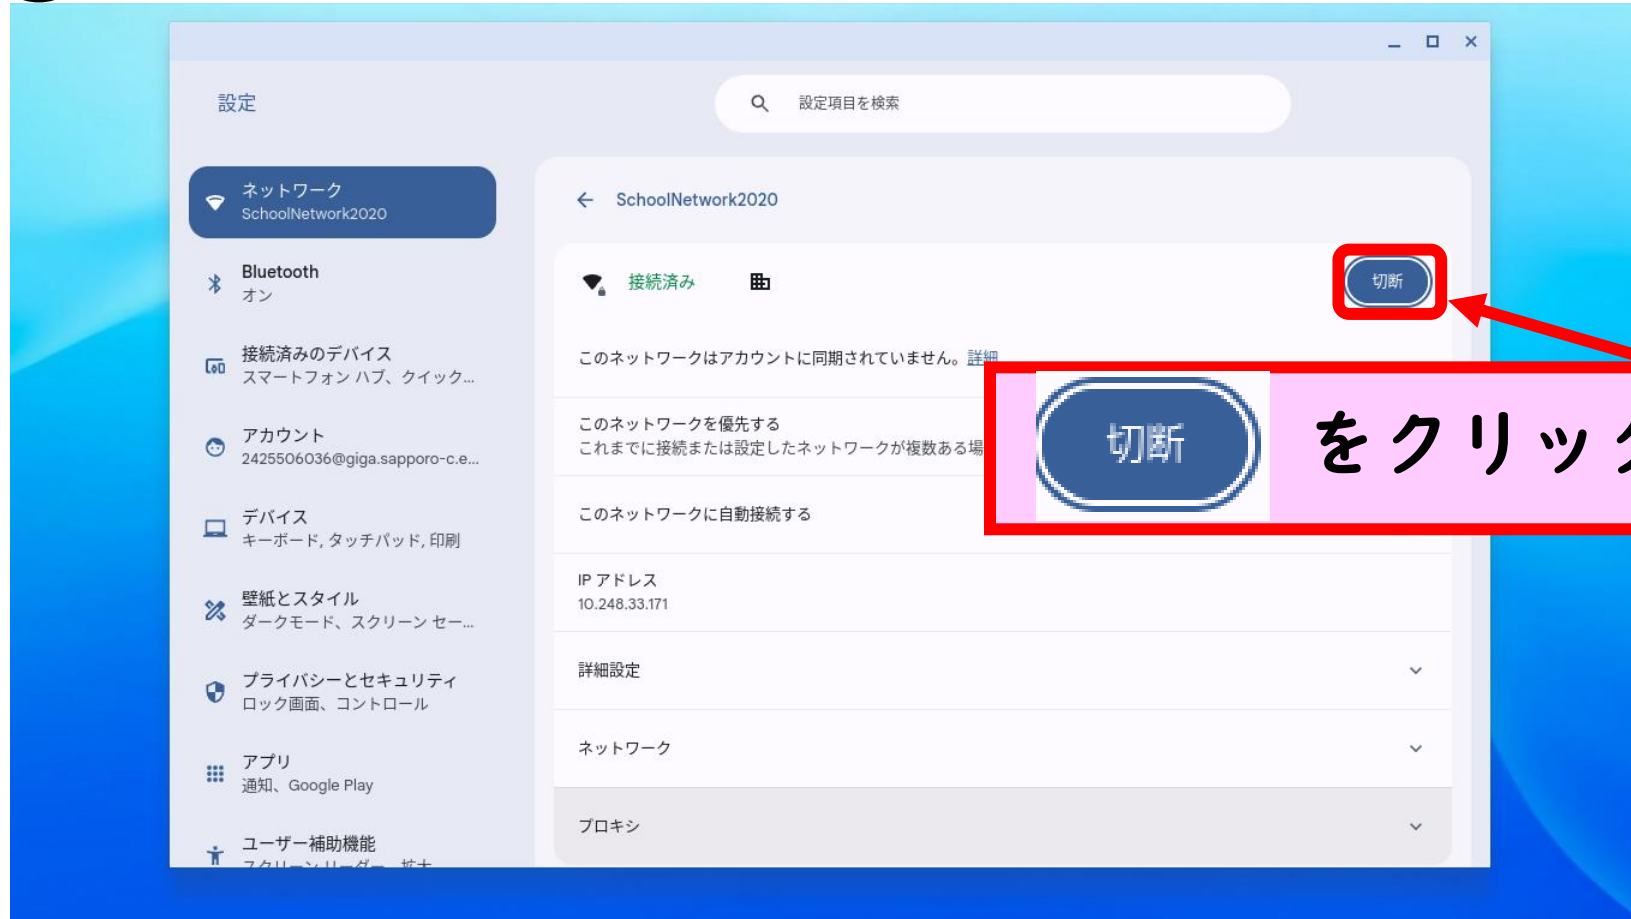 設定
設定項目を検索
ネットワーク
SchoolNetwork2020
Bluetooth
オン
接続済みのデバイス
スマートフォン ハブ、クイック...
アカウント
2425506036@giga.sapporo-c.e...
デバイス
キーボード, タッチパッド, 印刷
壁紙とスタイル
ダークモード、スクリーン セー...
プライバシーとセキュリティ
ロック画面、コントロール
アプリ
通知、Google Play
ユーザー補助機能
スクリーン リーダー、拡大
SchoolNetwork2020
接続済み
切断
このネットワークはアカウントに同期されていません。詳細
このネットワークを優先する
これまでに接続または設定したネットワークが複数ある場
切断 をクリック
このネットワークに自動接続する
IP アドレス
10.248.33.171
詳細設定
ネットワーク
プロキシ